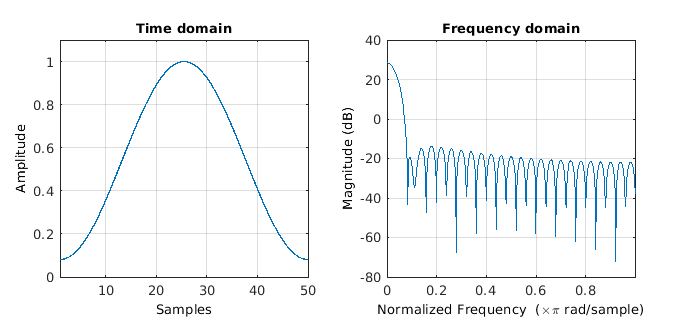 Time domain
1
0.8
0.6
0.4
0.2
0
10 20 30 40 50
Amplitude
Samples
Frequency domain
40
20
0
-20
-40
-60
-80
0 0.2 0.4 0.6 0.8
Magnitude (dB)
Normalized Frequency (×π rad/sample)